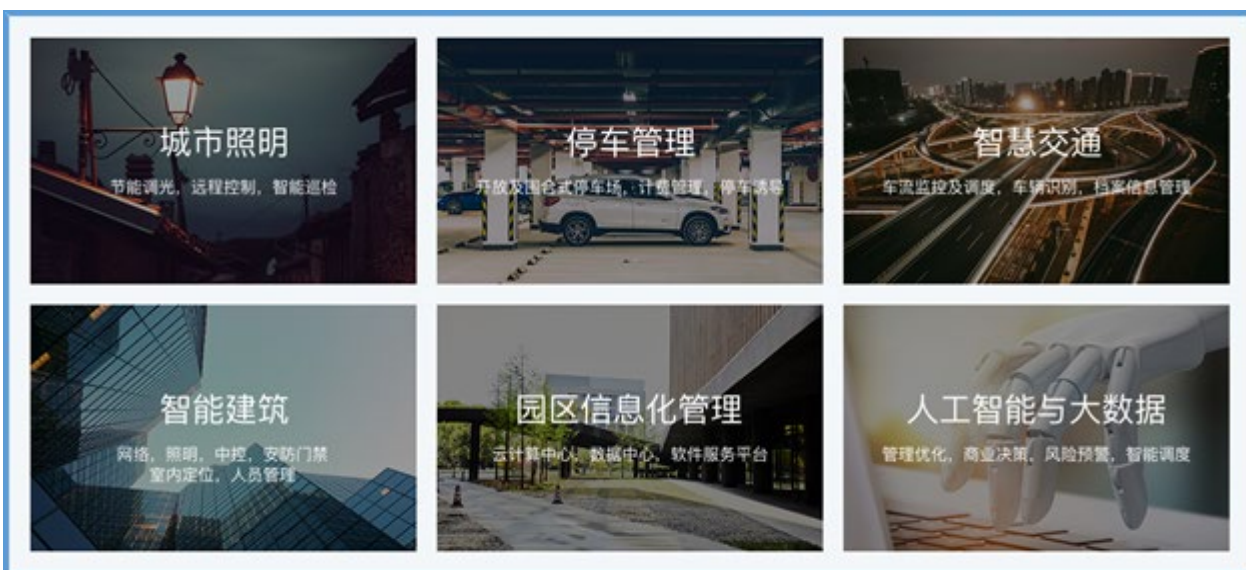 城市照明
节能调光，远程控制，智能巡检
停车管理
开放及围合式停车场，计费管理，停车诱导
智慧交通
车流监控及调度，车辆识别，档案信息管理
智能建筑
网络，照明，中控，安防门禁
室内定位，人员管理
园区信息化管理
云计算中心，数据中心，软件服务平台
人工智能与大数据
管理优化，商业决策，风险预警，智能调度